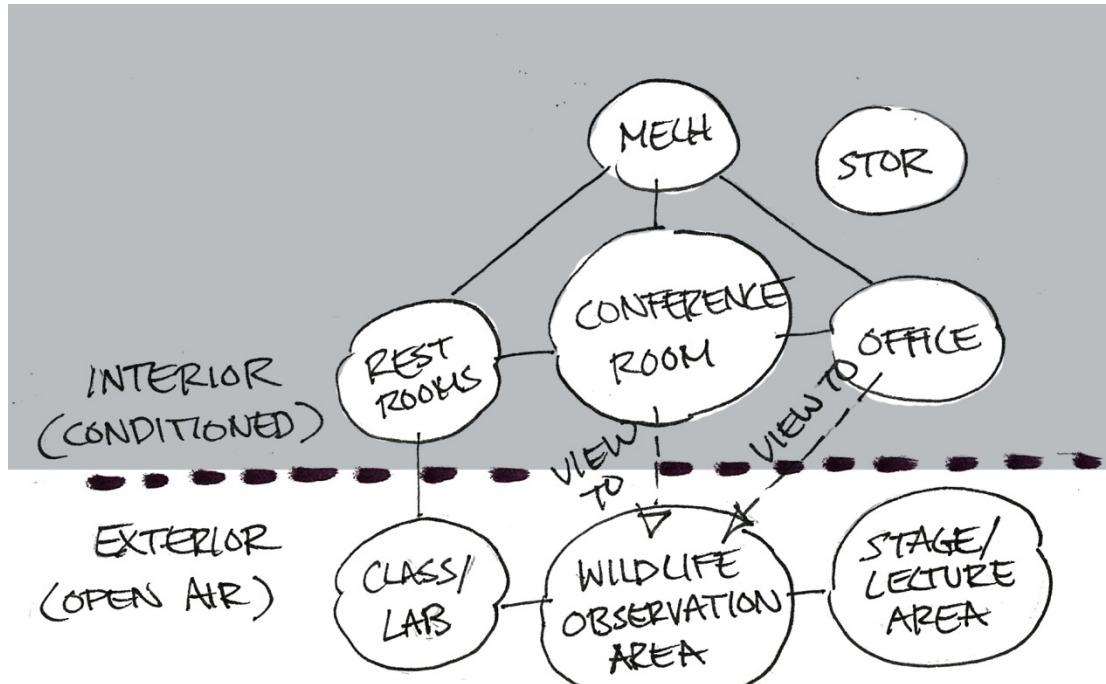 MECH
STOR
CONFERENCE
ROOM
OFFICE
REST
ROOMS
INTERIOR
(CONDITIONED)
VIEW
TO
VIEW TO
EXTERIOR
(OPEN AIR)
CLASS/
LAB
WILDLIFE
OBSERVATION
AREA
STAGE/
LECTURE
AREA